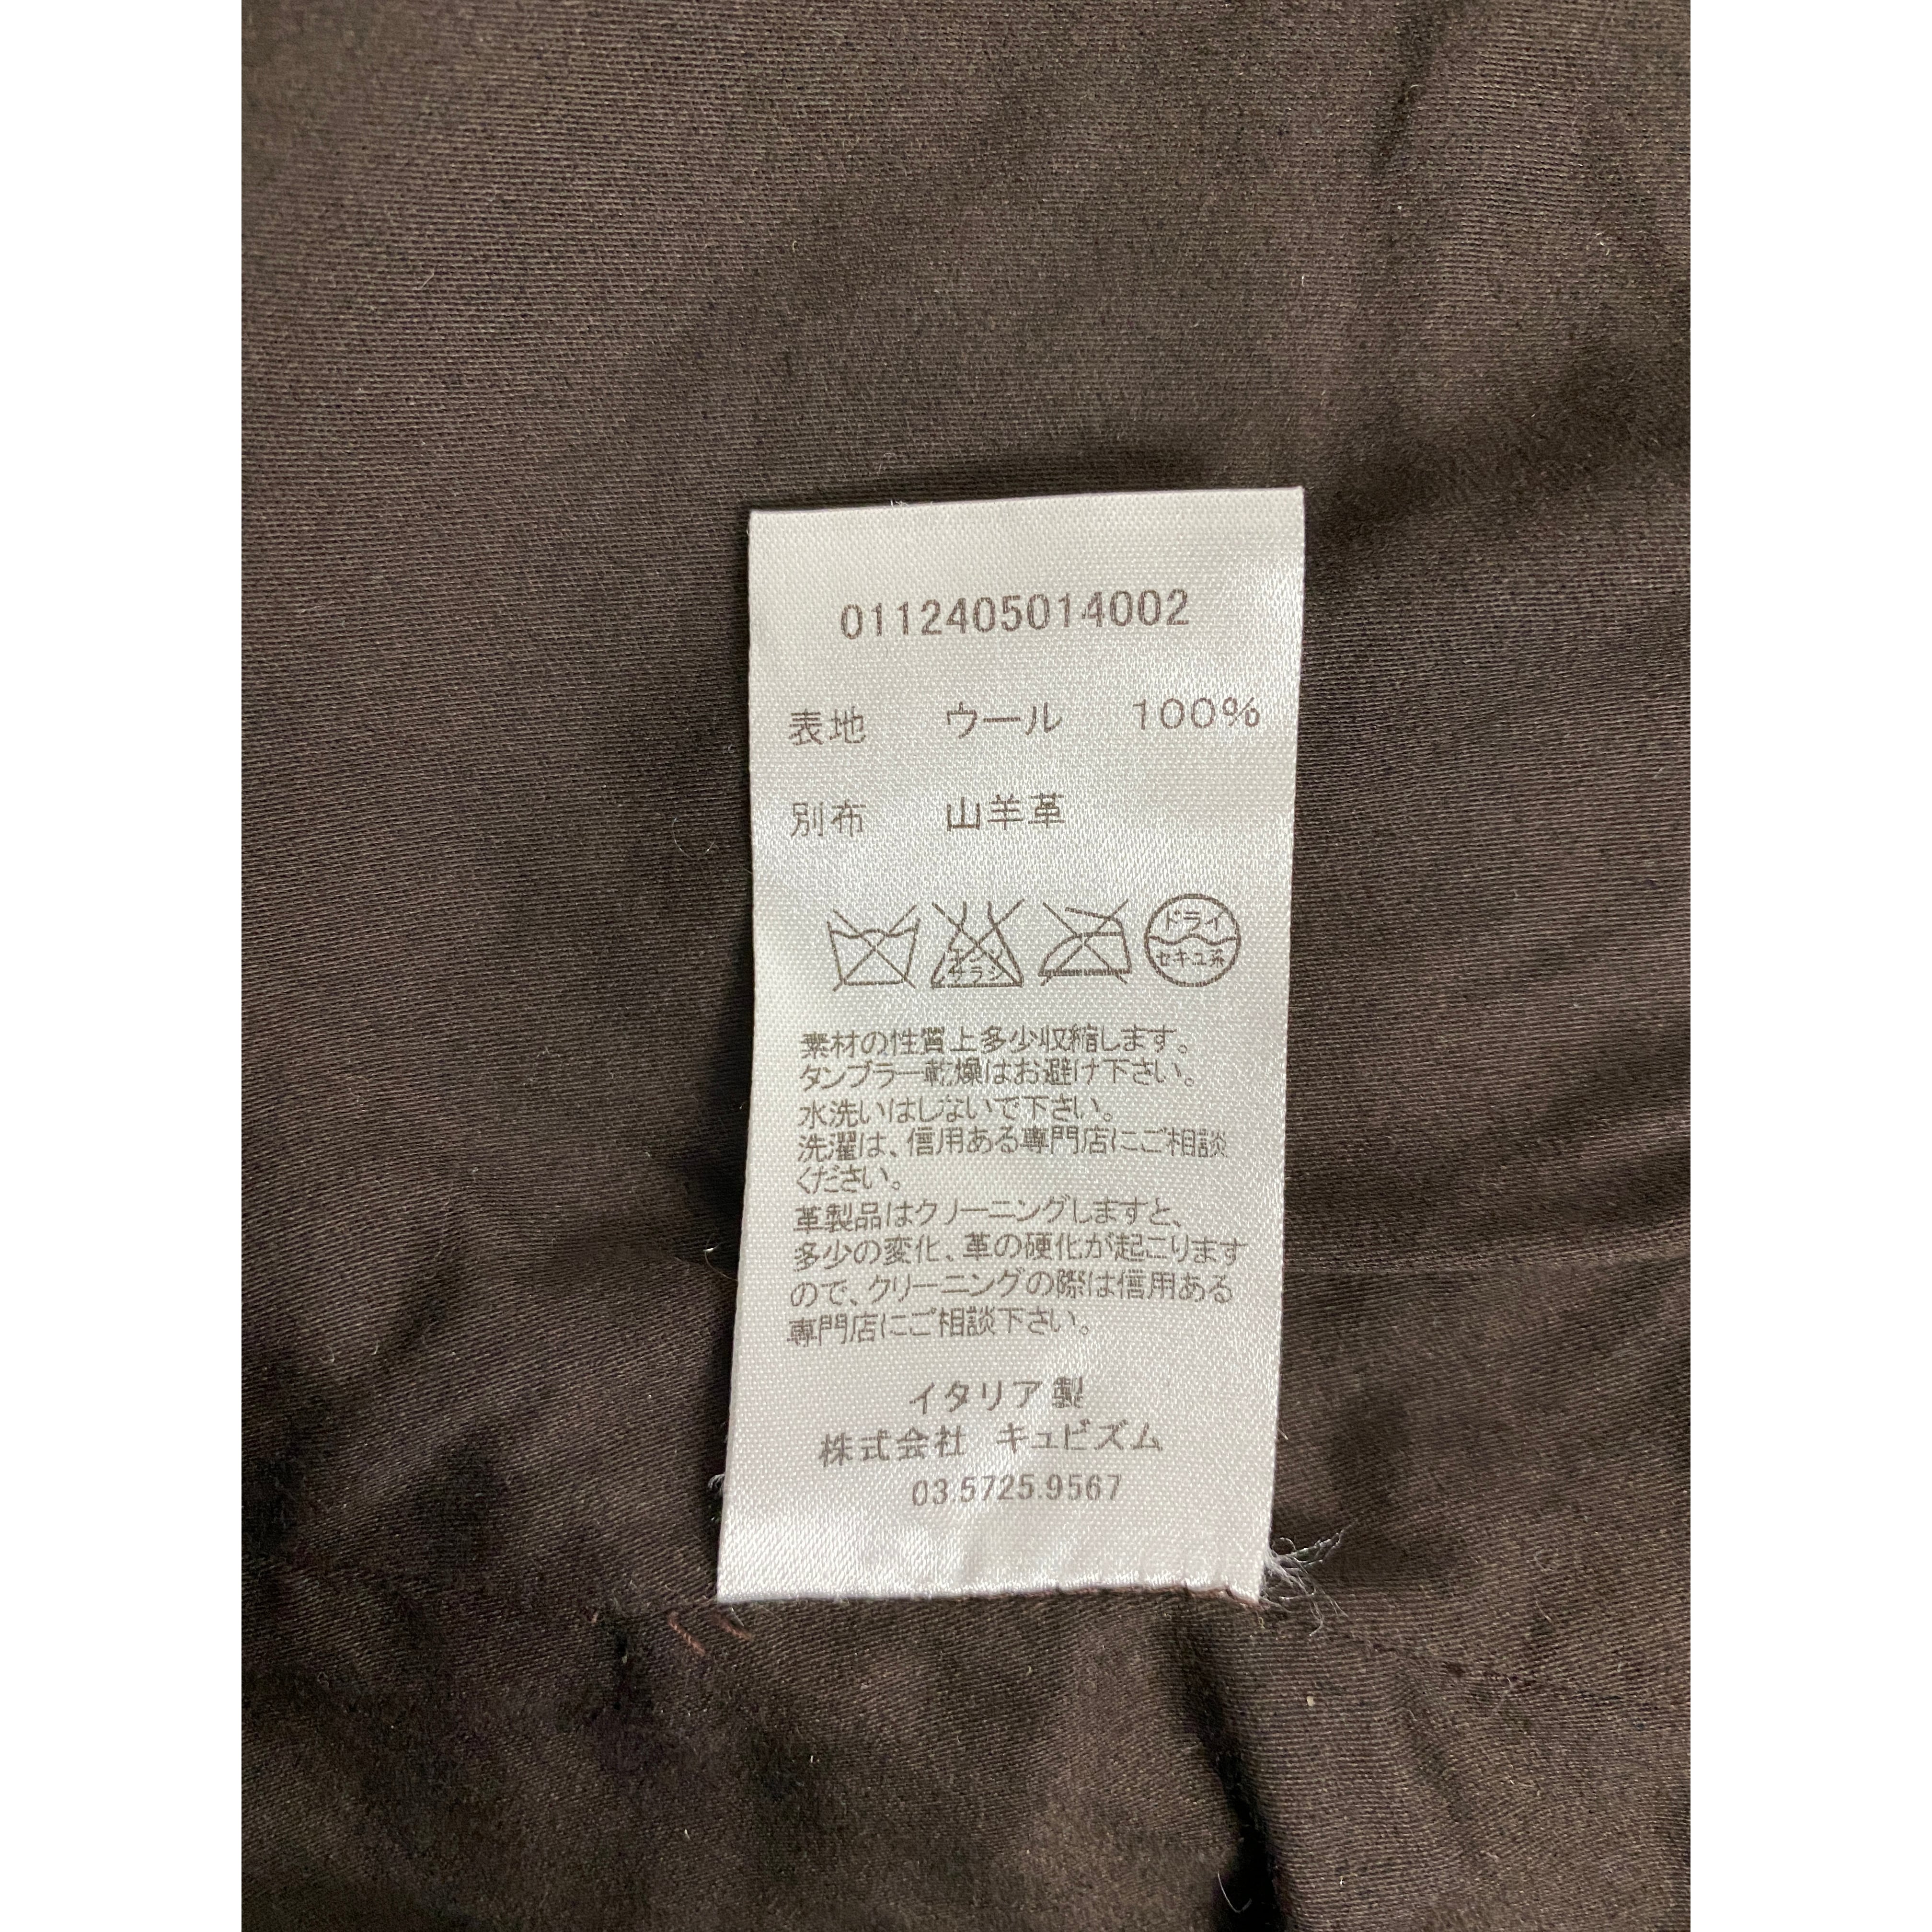 0112405014002
表地 ウール 100%
別布 山羊革
エンソ
サラシ
ドライ
セキユ系
素材の性質上多少収縮します。
タンブラー乾燥はお避け下さい。
水洗いはしないで下さい。
洗濯は、信用ある専門店にご相談
ください。
革製品はクリーニングしますと、
多少の変化、革の硬化が起こります
ので、クリーニングの際は信用ある
専門店にご相談下さい。
イタリア製
株式会社 キュビズム
03.5725.9567